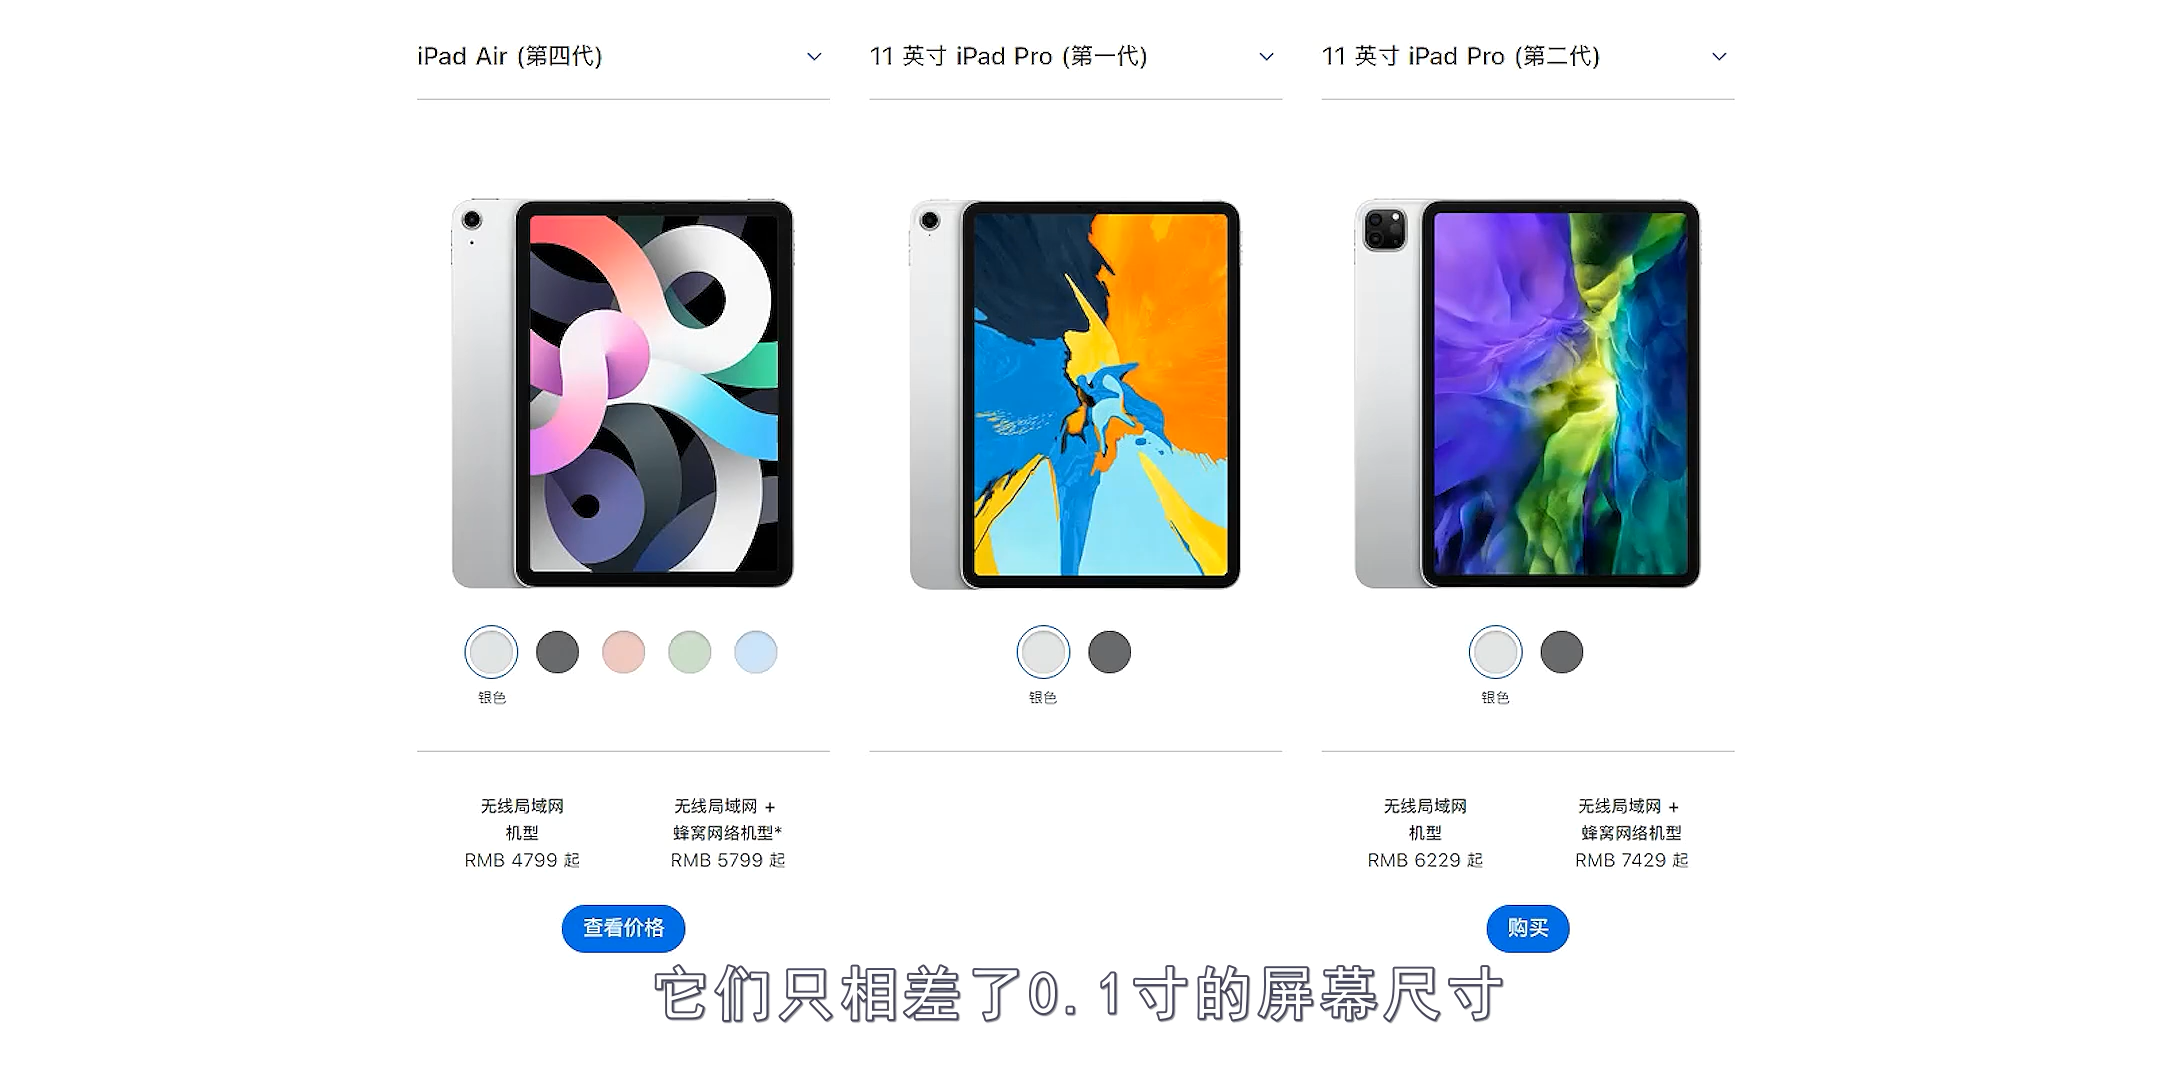 iPad Air (第四代)
11 英寸 iPad Pro (第一代)
11 英寸 iPad Pro (第二代)
银色
银色
银色
无线局域网
机型
RMB 4799 起
无线局域网 +
蜂窝网络机型*
RMB 5799 起
查看价格
无线局域网
机型
RMB 6229 起
无线局域网 +
蜂窝网络机型
RMB 7429 起
购买
它们只相差了0.1寸的屏幕尺寸